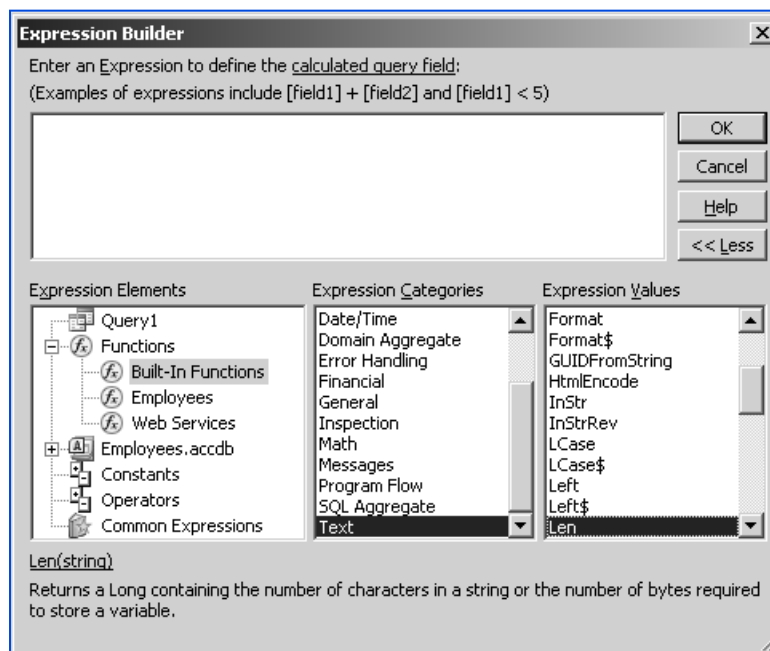 Expression Builder
Enter an Expression to define the calculated query field:
(Examples of expressions include [field1] + [field2] and [field1] < 5)
OK
Cancel
Help
<< Less
Expression Elements
Query1
Functions
Built-In Functions
Employees
Web Services
Employees.accdb
Constants
Operators
Common Expressions
Expression Categories
Date/Time
Domain Aggregate
Error Handling
Financial
General
Inspection
Math
Messages
Program Flow
SQL Aggregate
Text
Expression Values
Format
Format$
GUIDFromString
HtmlEncode
InStr
InStrRev
LCase
LCase$
Left
Left$
Len
Len(string)
Returns a Long containing the number of characters in a string or the number of bytes required
to store a variable.